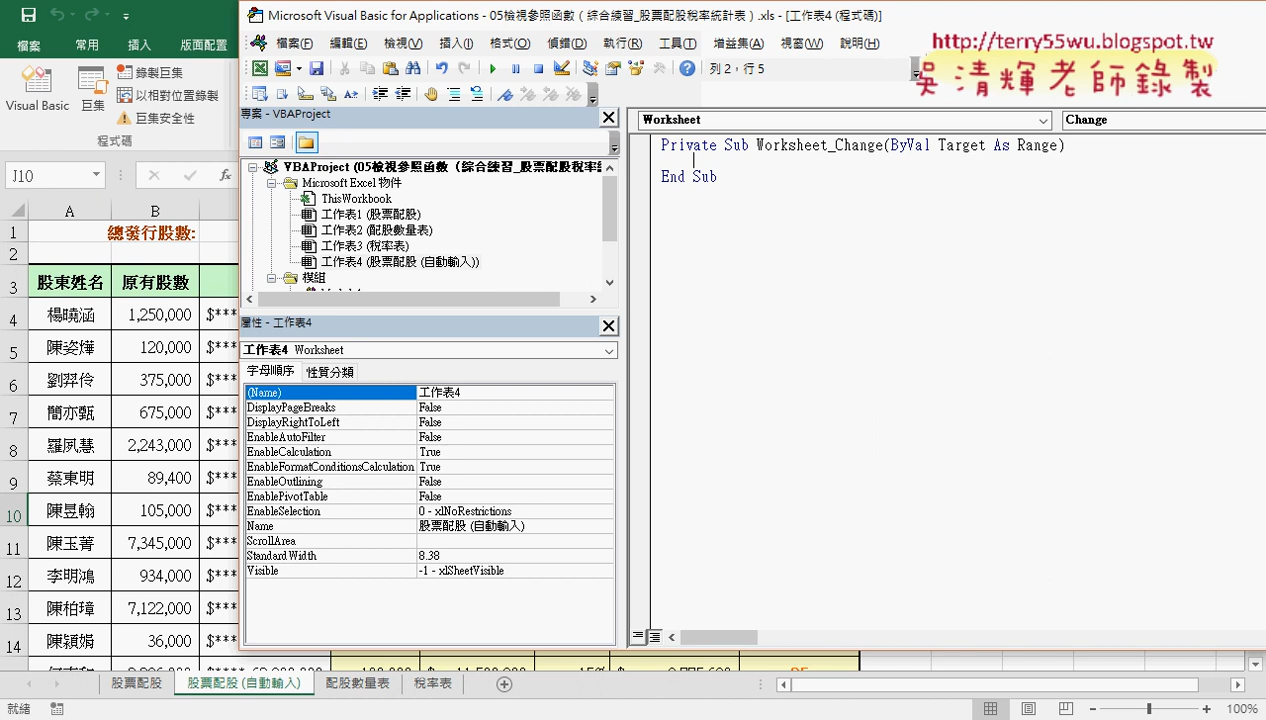 Microsoft Visual Basic for Applications - 05檢視參照函數（綜合練習_股票配股稅率統計表）.xls - [工作表4 (程式碼)]
檔案 常用 插入 版面配置
檔案(F) 編輯(E) 檢視(V) 插入(I) 格式(O) 偵錯(D) 執行(R) 工具(T) 增益集(A) 視窗(W) 說明(H)
http://terry55wu.blogspot.tw
吳清輝老師錄製
列 2，行 5
Visual Basic
巨集
錄製巨集
以相對位置錄製
巨集安全性
程式碼
專案 - VBAProject
VBAProject (05檢視參照函數（綜合練習_股票配股稅率統
Microsoft Excel 物件
ThisWorkbook
工作表1 (股票配股)
工作表2 (配股數量表)
工作表3 (稅率表)
工作表4 (股票配股 (自動輸入))
模組
Worksheet
Change
Private Sub Worksheet_Change(ByVal Target As Range)
End Sub
屬性 - 工作表4
工作表4 Worksheet
字母順序 性質分類
(Name) 工作表4
DisplayPageBreaks False
DisplayRightToLeft False
EnableAutoFilter False
EnableCalculation True
EnableFormatConditionsCalculation True
EnableOutlining False
EnablePivotTable False
EnableSelection 0 - xlNoRestrictions
Name 股票配股 (自動輸入)
ScrollArea
StandardWidth 8.38
Visible -1 - xlSheetVisible
J10
fx
A B
1 總發行股數:
2
3 股東姓名 原有股數
4 楊曉涵 1,250,000 $***
5 陳姿燁 120,000 $***
6 劉羿伶 375,000 $***
7 簡亦甄 675,000 $***
8 羅夙慧 2,243,000 $***
9 蔡東明 89,400 $***
10 陳昱翰 105,000 $***
11 陳玉菁 7,345,000 $***
12 李明鴻 934,000 $***
13 陳柏璋 7,122,000 $***
14 陳潁娟 36,000 $***
股票配股 股票配股 (自動輸入) 配股數量表 稅率表
就緒
100%